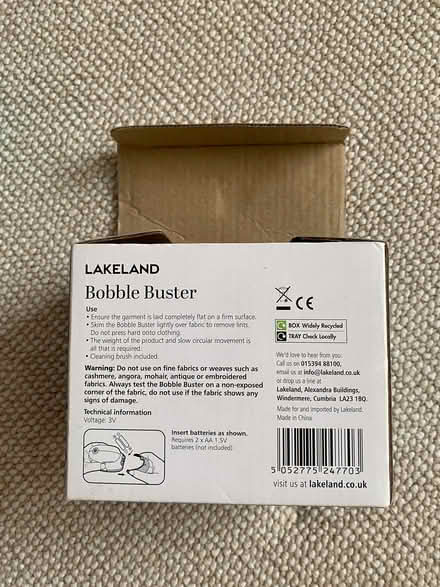 LAKELAND
Bobble Buster
Use
• Ensure the garment is laid completely flat on a firm surface.
• Skim the Bobble Buster lightly over fabric to remove lints.
Do not press hard onto clothing.
• The weight of the product and slow circular movement is
all that is required.
• Cleaning brush included.
Warning: Do not use on fine fabrics or weaves such as
cashmere, angora, mohair, antique or embroidered
fabrics. Always test the Bobble Buster on a non-exposed
corner of the fabric, do not use if the fabric shows any
signs of damage.
Technical information
Voltage: 3V
Insert batteries as shown.
Requires 2 x AA 1.5V
batteries (not included)
CE
BOX Widely Recycled
TRAY Check Locally
We'd love to hear from you.
Call us on 015394 88100,
email us at info@lakeland.co.uk
or drop us a line at
Lakeland, Alexandra Buildings,
Windermere, Cumbria LA23 1BQ.
Made for and imported by Lakeland.
Made in China
5 052775 247703
visit us at lakeland.co.uk